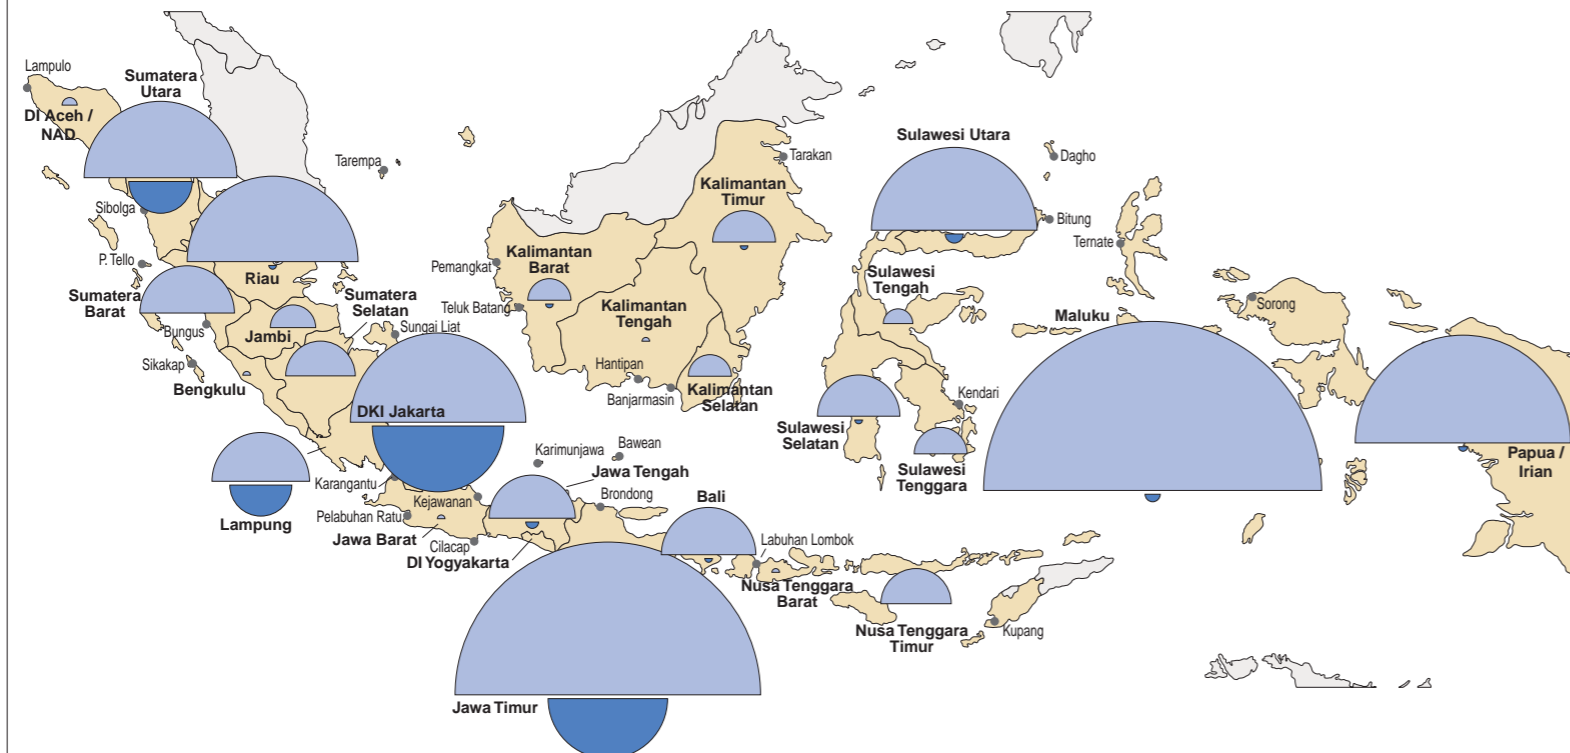 Lampulo
DI Aceh /
NAD
Sumatera
Utara
Sibolga
Tarempa
P. Tello
Riau
Sumatera
Barat
Bungus
Jambi
Sumatera
Selatan
Sungai Liat
Sikakap
Bengkulu
DKI Jakarta
Lampung
Karangantu
Kejawanan
Pelabuhan Ratu
Jawa Barat
Cilacap
DI Yogyakarta
Karimunjawa
Bawean
Jawa Tengah
Brondong
Jawa Timur
Bali
Labuhan Lombok
Nusa Tenggara
Barat
Nusa Tenggara
Timur
Kupang
Pemangkat
Kalimantan
Barat
Teluk Batang
Kalimantan
Tengah
Kalimantan
Timur
Tarakan
Hantipan
Banjarmasin
Kalimantan
Selatan
Sulawesi Utara
Dagho
Bitung
Ternate
Sulawesi
Tengah
Sulawesi
Selatan
Kendari
Sulawesi
Tenggara
Maluku
Sorong
Papua /
Irian